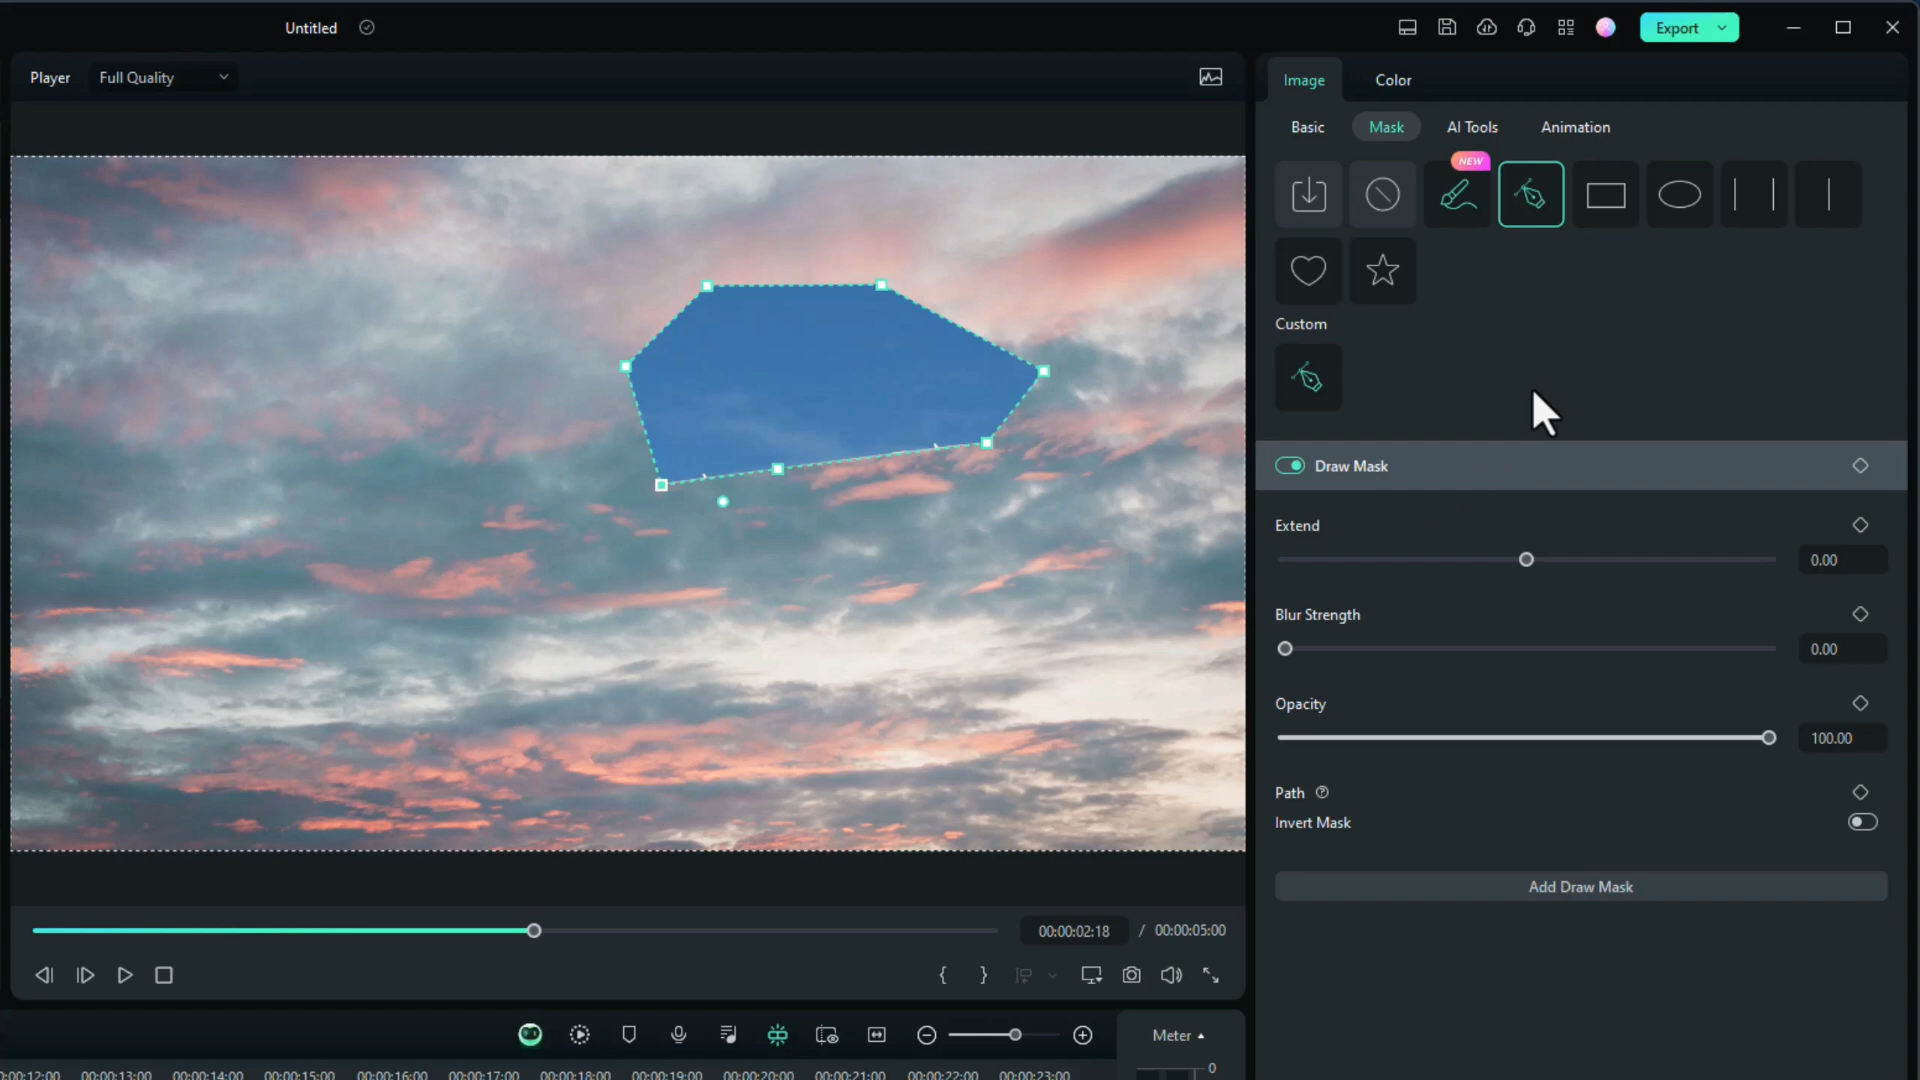 Untitled
Export
Player
Full Quality
Image
Color
Basic
Mask
AI Tools
Animation
NEW
Custom
Draw Mask
Extend
0.00
Blur Strength
0.00
Opacity
100.00
Path
Invert Mask
Add Draw Mask
00:00:02:18 / 00:00:05:00
{ }
Meter
0
00:00:13:00 00:00:14:00 00:00:15:00 00:00:16:00 00:00:17:00 00:00:18:00 00:00:19:00 00:00:20:00 00:00:21:00 00:00:22:00 00:00:23:00